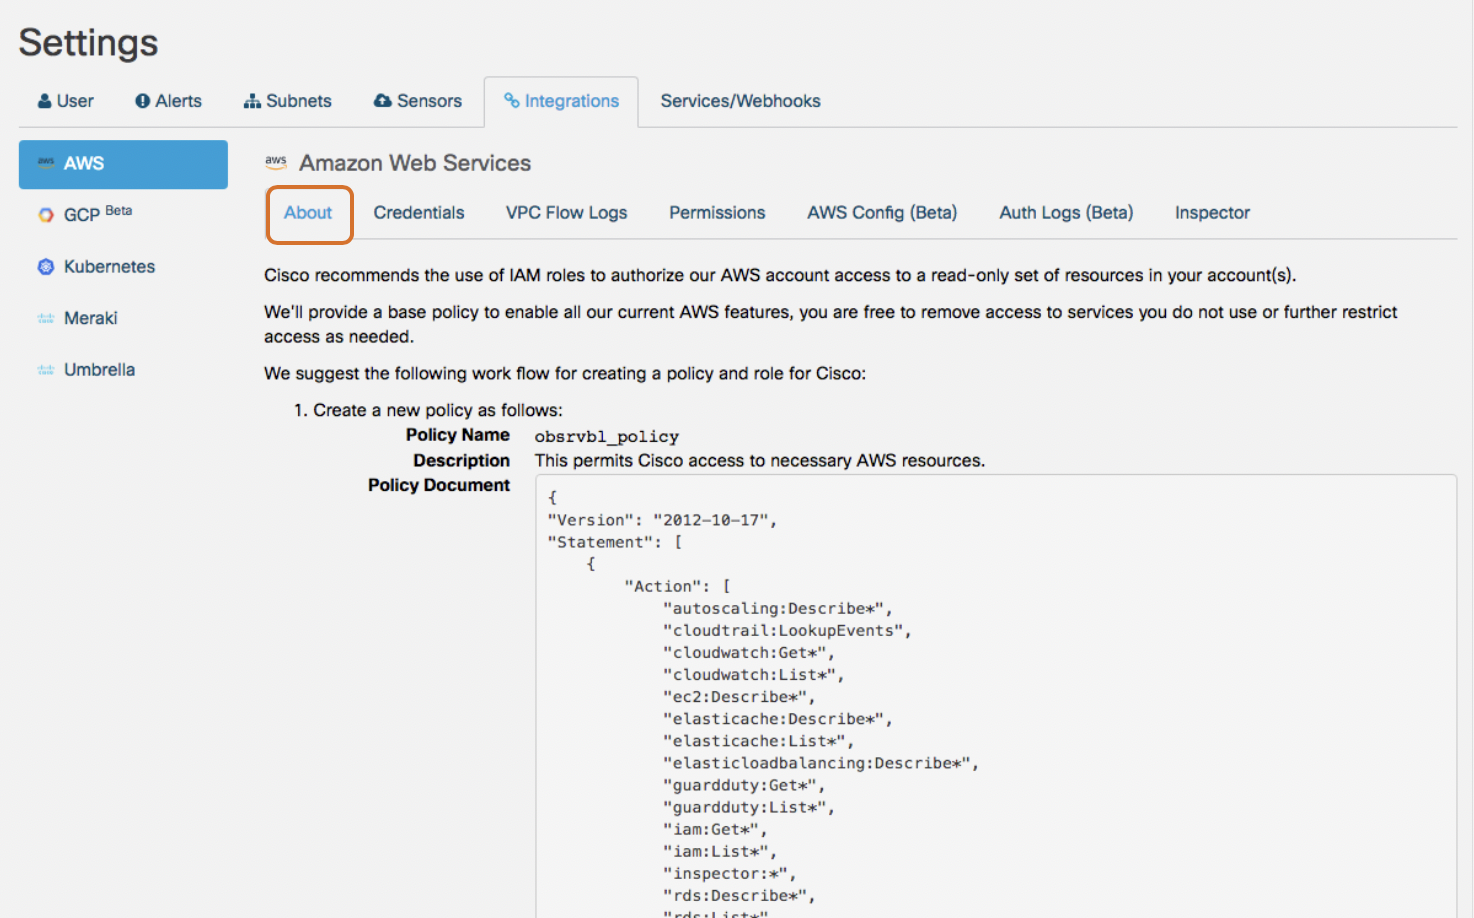 Settings
User Alerts Subnets Sensors Integrations Services/Webhooks
aws AWS
GCP Beta
Kubernetes
Meraki
Umbrella
aws Amazon Web Services
About Credentials VPC Flow Logs Permissions AWS Config (Beta) Auth Logs (Beta) Inspector
Cisco recommends the use of IAM roles to authorize our AWS account access to a read-only set of resources in your account(s).
We'll provide a base policy to enable all our current AWS features, you are free to remove access to services you do not use or further restrict
access as needed.
We suggest the following work flow for creating a policy and role for Cisco:
1. Create a new policy as follows:
Policy Name obsrvbl_policy
Description This permits Cisco access to necessary AWS resources.
Policy Document
{
"Version": "2012-10-17",
"Statement": [
{
"Action": [
"autoscaling:Describe*",
"cloudtrail:LookupEvents",
"cloudwatch:Get*",
"cloudwatch:List*",
"ec2:Describe*",
"elasticache:Describe*",
"elasticache:List*",
"elasticloadbalancing:Describe*",
"guardduty:Get*",
"guardduty:List*",
"iam:Get*",
"iam:List*",
"inspector:*",
"rds:Describe*",
"rds:List*"